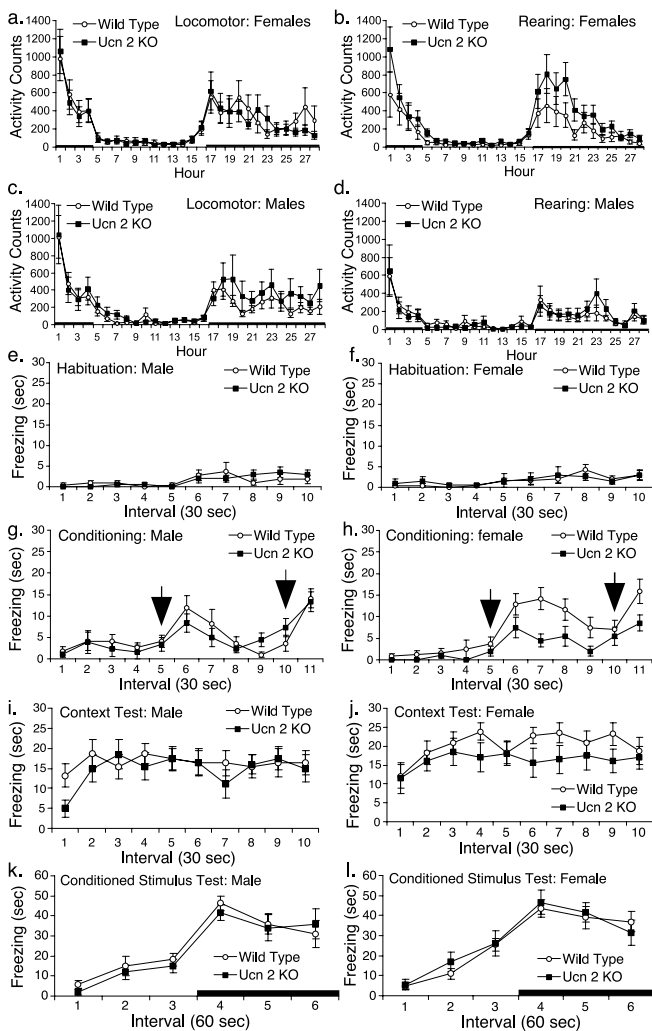 a. Locomotor: Females
Activity Counts
1400
1200
1000
800
600
400
200
0
Wild Type
Ucn 2 KO
1 3 5 7 9 11 13 15 17 19 21 23 25 27
Hour
b. Rearing: Females
Activity Counts
1400
1200
1000
800
600
400
200
0
Wild Type
Ucn 2 KO
1 3 5 7 9 11 13 15 17 19 21 23 25 27
Hour
c. Locomotor: Males
Activity Counts
1400
1200
1000
800
600
400
200
0
Wild Type
Ucn 2 KO
1 3 5 7 9 11 13 15 17 19 21 23 25 27
Hour
d. Rearing: Males
Activity Counts
1400
1200
1000
800
600
400
200
0
Wild Type
Ucn 2 KO
1 3 5 7 9 11 13 15 17 19 21 23 25 27
Hour
e. Habituation: Male
Freezing (sec)
30
25
20
15
10
5
0
Wild Type
Ucn 2 KO
1 2 3 4 5 6 7 8 9 10
Interval (30 sec)
f. Habituation: Female
Freezing (sec)
30
25
20
15
10
5
0
Wild Type
Ucn 2 KO
1 2 3 4 5 6 7 8 9 10
Interval (30 sec)
g. Conditioning: Male
Freezing (sec)
30
25
20
15
10
5
0
Wild Type
Ucn 2 KO
1 2 3 4 5 6 7 8 9 10 11
Interval (30 sec)
h. Conditioning: female
Freezing (sec)
30
25
20
15
10
5
0
Wild Type
Ucn 2 KO
1 2 3 4 5 6 7 8 9 10 11
Interval (30 sec)
i. Context Test: Male
Freezing (sec)
30
25
20
15
10
5
0
Wild Type
Ucn 2 KO
1 2 3 4 5 6 7 8 9 10
Interval (30 sec)
j. Context Test: Female
Freezing (sec)
30
25
20
15
10
5
0
Wild Type
Ucn 2 KO
1 2 3 4 5 6 7 8 9 10
Interval (30 sec)
k. Conditioned Stimulus Test: Male
Freezing (sec)
60
50
40
30
20
10
0
Wild Type
Ucn 2 KO
1 2 3 4 5 6
Interval (60 sec)
l. Conditioned Stimulus Test: Female
Freezing (sec)
60
50
40
30
20
10
0
Wild Type
Ucn 2 KO
1 2 3 4 5 6
Interval (60 sec)